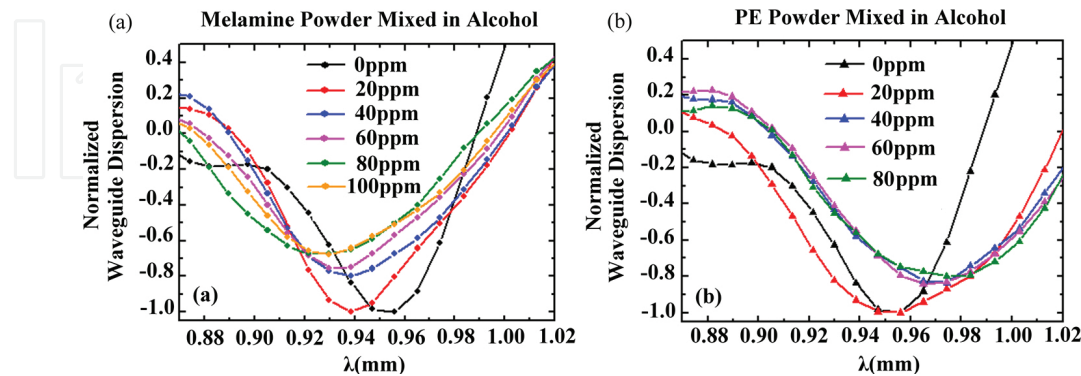 (a) Melamine Powder Mixed in Alcohol
Normalized
Waveguide Dispersion
0.4
0.2
0.0
-0.2
-0.4
-0.6
-0.8
-1.0
0ppm
20ppm
40ppm
60ppm
80ppm
100ppm
(a)
0.88 0.90 0.92 0.94 0.96 0.98 1.00 1.02
λ(mm)
(b) PE Powder Mixed in Alcohol
Normalized
Waveguide Dispersion
0.4
0.2
0.0
-0.2
-0.4
-0.6
-0.8
-1.0
0ppm
20ppm
40ppm
60ppm
80ppm
(b)
0.88 0.90 0.92 0.94 0.96 0.98 1.00 1.02
λ(mm)